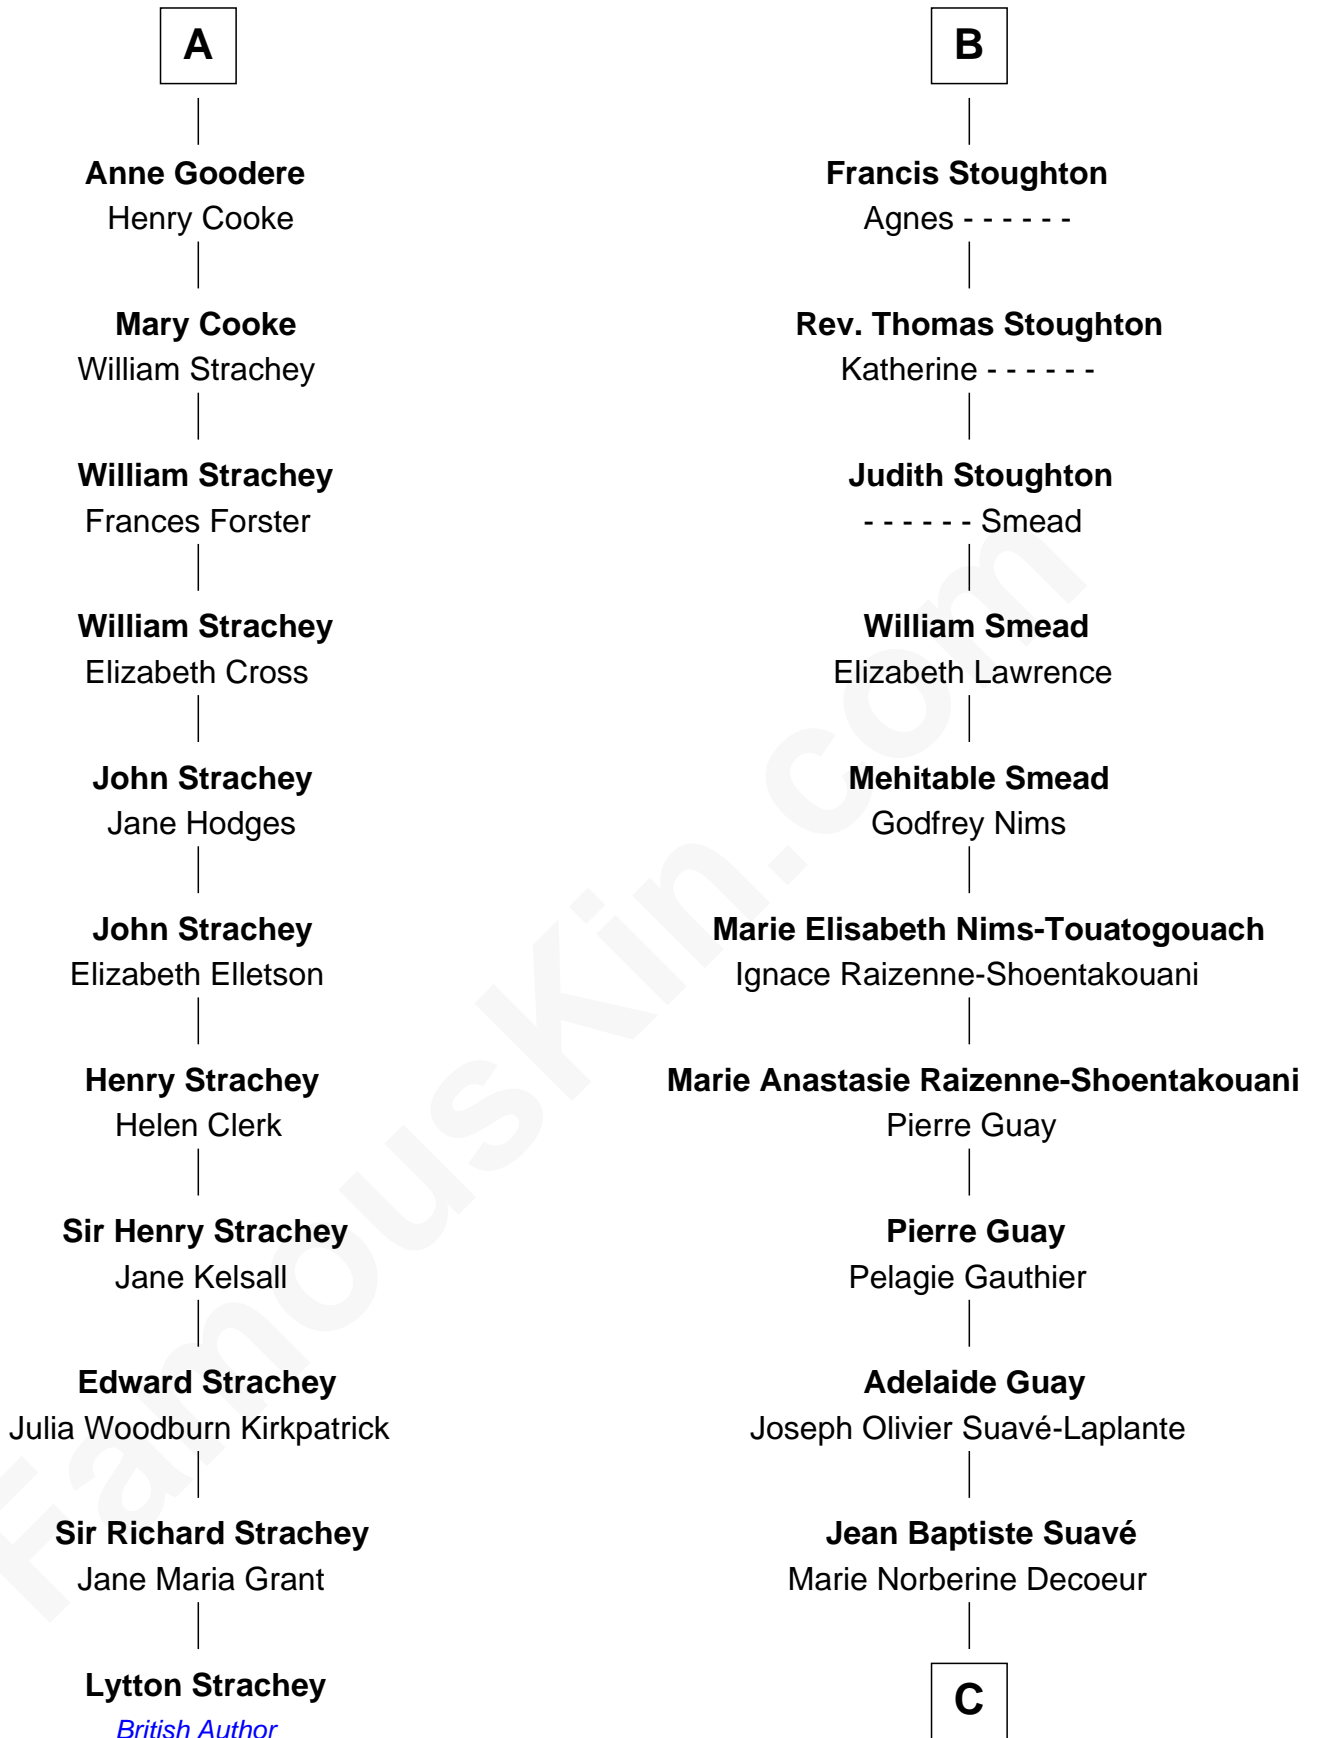 A
Anne Goodere
Henry Cooke
Mary Cooke
William Strachey
William Strachey
Frances Forster
William Strachey
Elizabeth Cross
John Strachey
Jane Hodges
John Strachey
Elizabeth Elletson
Henry Strachey
Helen Clerk
Sir Henry Strachey
Jane Kelsall
Edward Strachey
Julia Woodburn Kirkpatrick
Sir Richard Strachey
Jane Maria Grant
Lytton Strachey
British Author
B
Francis Stoughton
Agnes - - - - - -
Rev. Thomas Stoughton
Katherine - - - - - -
Judith Stoughton
- - - - - - Smead
William Smead
Elizabeth Lawrence
Mehitable Smead
Godfrey Nims
Marie Elisabeth Nims-Touatogouach
Ignace Raizenne-Shoentakouani
Marie Anastasie Raizenne-Shoentakouani
Pierre Guay
Pierre Guay
Pelagie Gauthier
Adelaide Guay
Joseph Olivier Suavé-Laplante
Jean Baptiste Suavé
Marie Norberine Decoeur
C
FamousKin.com